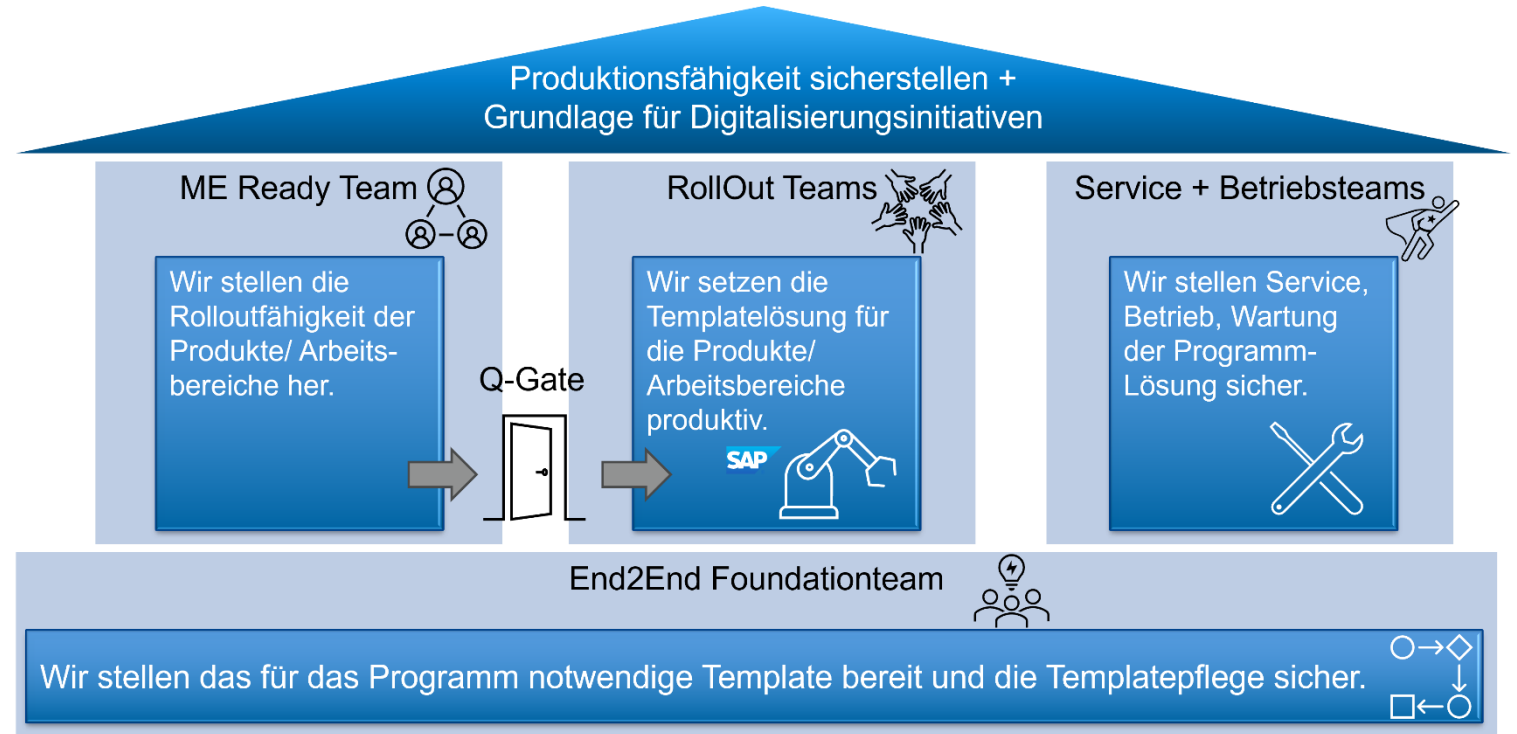 Produktionsfähigkeit sicherstellen +
Grundlage für Digitalisierungsinitiativen
ME Ready Team
Wir stellen die
Rolloutfähigkeit der
Produkte/ Arbeits-
bereiche her.
Q-Gate
RollOut Teams
Wir setzen die
Templatelösung für
die Produkte/
Arbeitsbereiche
produktiv.
SAP
Service + Betriebsteams
Wir stellen Service,
Betrieb, Wartung
der Programm-
Lösung sicher.
End2End Foundationteam
Wir stellen das für das Programm notwendige Template bereit und die Templatepflege sicher.